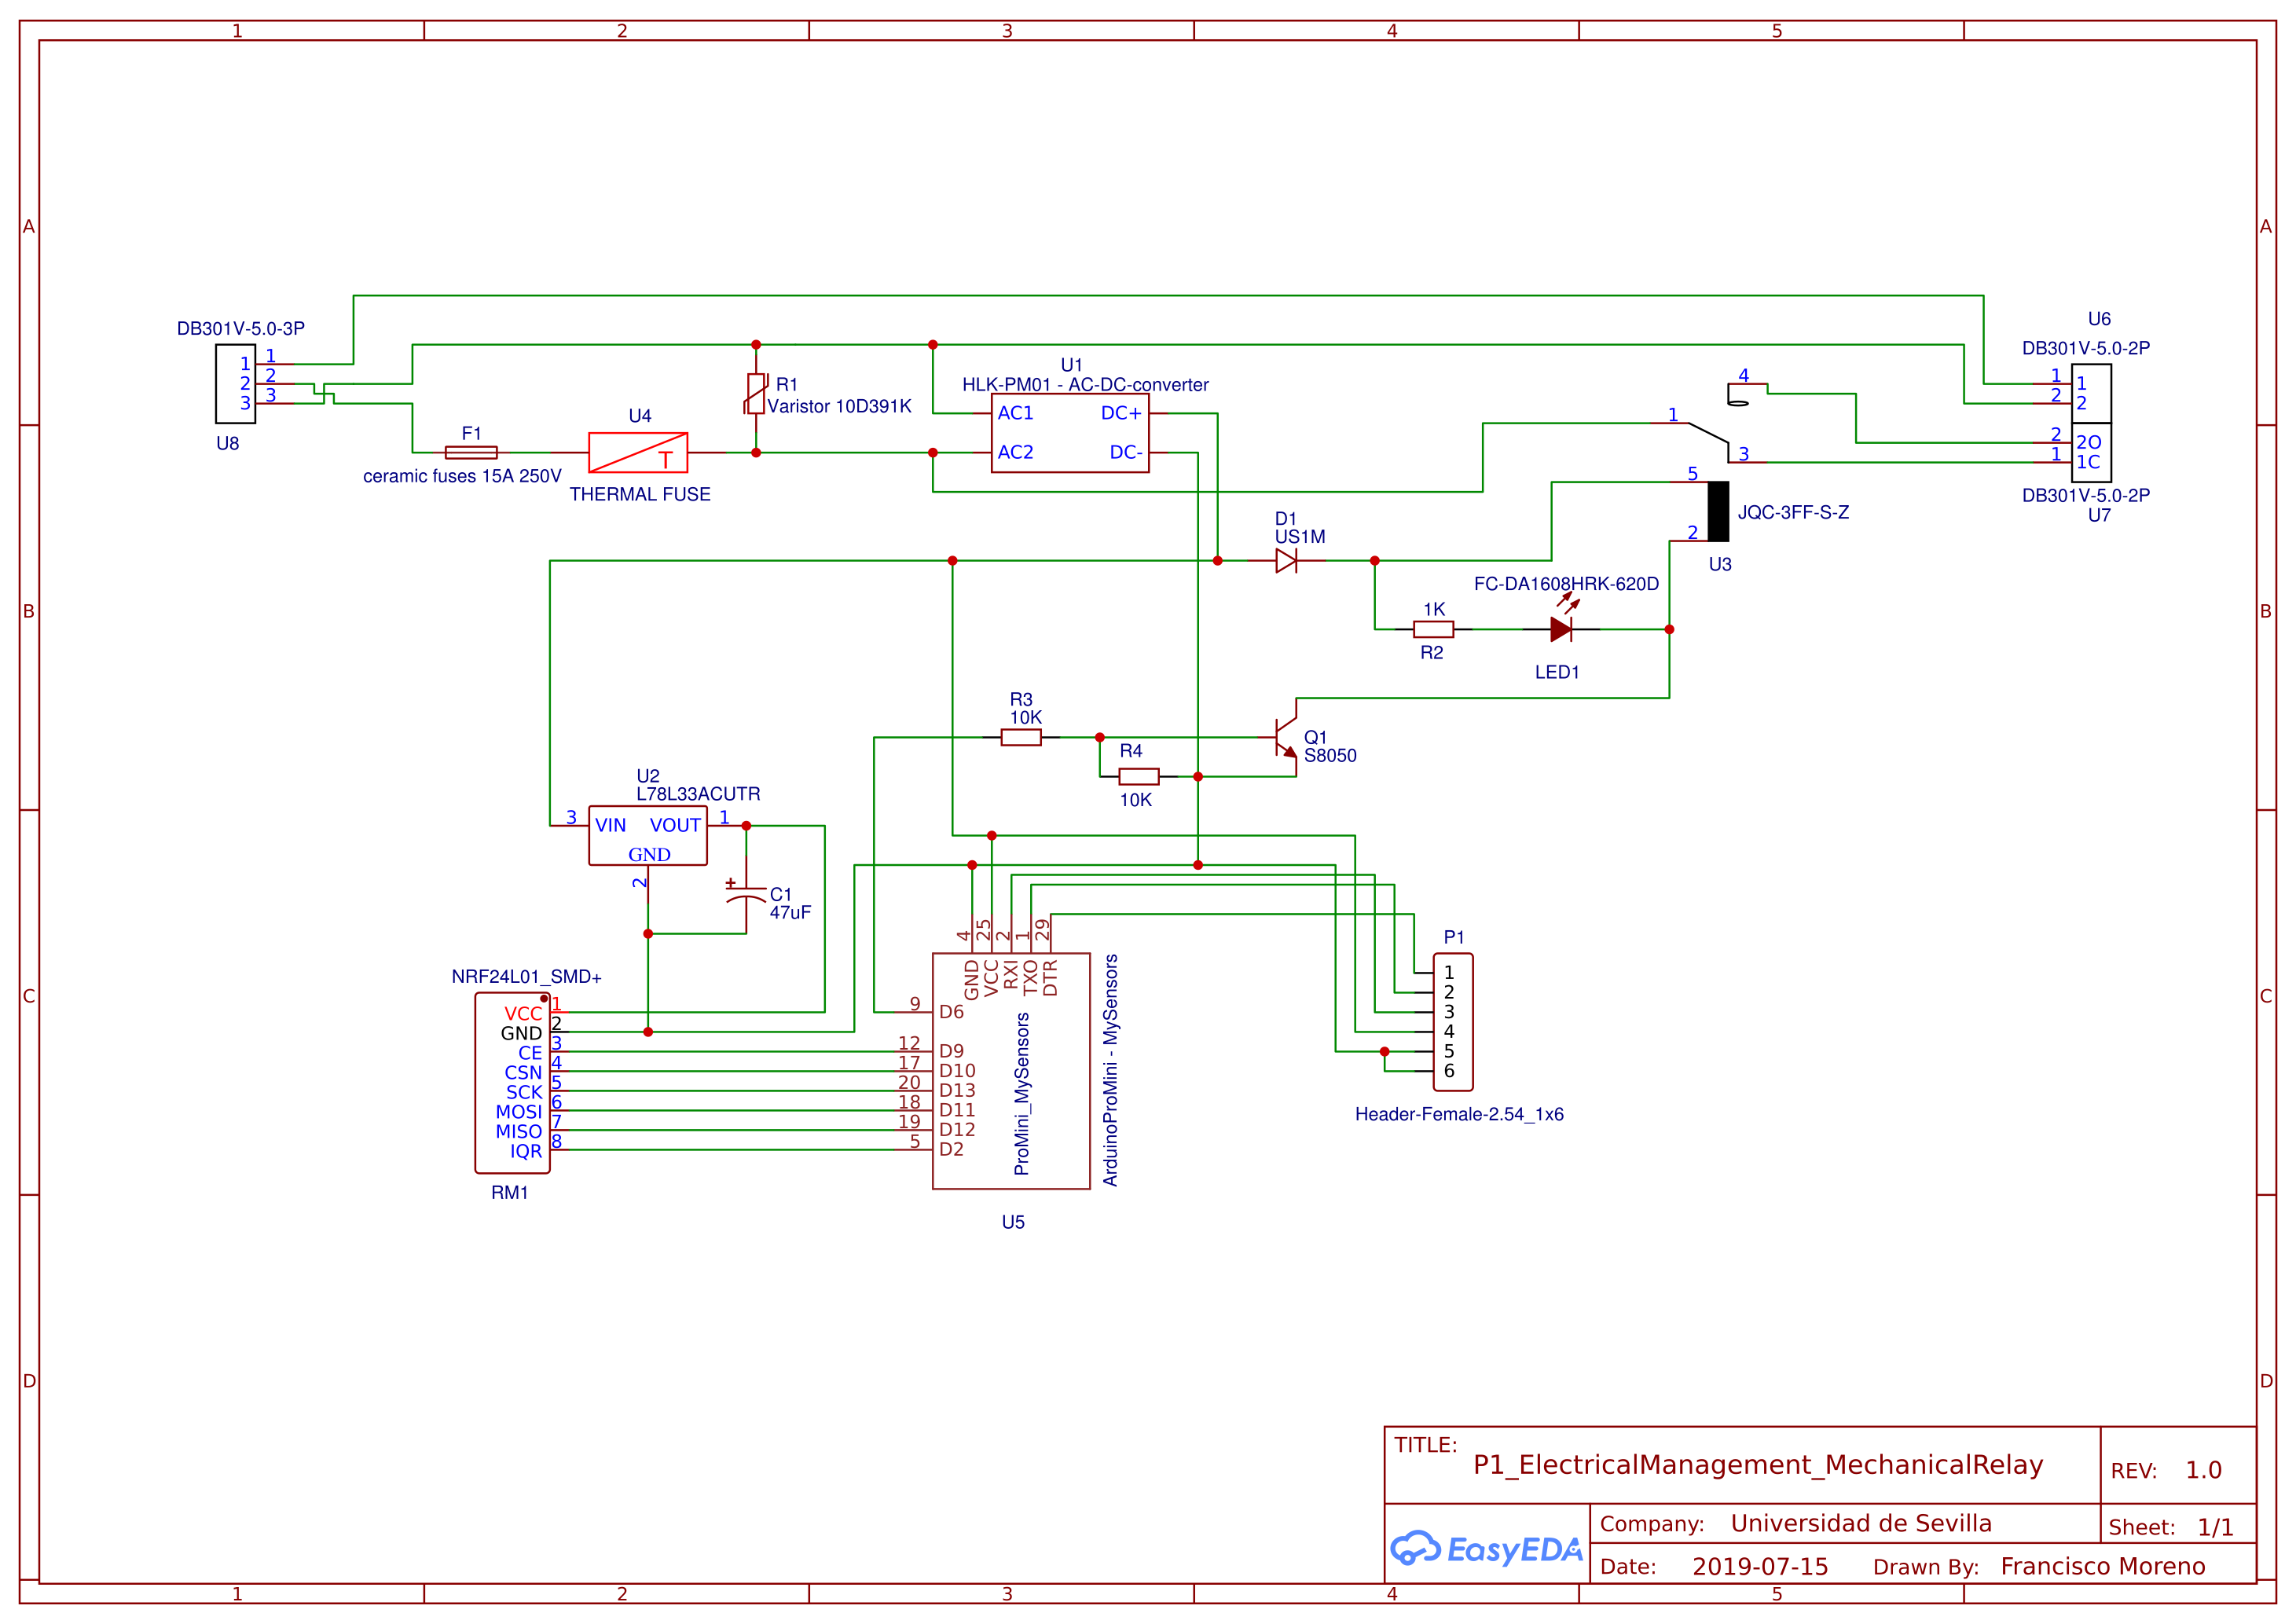 1 2 3 4 5
A A
B B
C C
D D
1 2 3 4 5
DB301V-5.0-3P
1 1
2 2
3 3
U8
F1
ceramic fuses 15A 250V
U4
T
THERMAL FUSE
R1
Varistor 10D391K
U1
HLK-PM01 - AC-DC-converter
AC1 DC+
AC2 DC-
U6
DB301V-5.0-2P
1 1
2 2
2 2O
1 1C
DB301V-5.0-2P
U7
4
1
3
5
2
JQC-3FF-S-Z
U3
D1
US1M
FC-DA1608HRK-620D
1K
R2
LED1
R3
10K
R4
10K
Q1
S8050
U2
L78L33ACUTR
3 VIN VOUT 1
GND
2
+
C1
47uF
NRF24L01_SMD+
VCC 1
GND 2
CE 3
CSN 4
SCK 5
MOSI 6
MISO 7
IQR 8
RM1
4 25 2 1 29
GND VCC RXI TXO DTR
9 D6
12 D9
17 D10
20 D13
18 D11
19 D12
5 D2
ProMini_MySensors
ArduinoProMini - MySensors
U5
P1
1
2
3
4
5
6
Header-Female-2.54_1x6
TITLE:
P1_ElectricalManagement_MechanicalRelay
REV: 1.0
EasyEDA
Company: Universidad de Sevilla
Sheet: 1/1
Date: 2019-07-15
Drawn By: Francisco Moreno